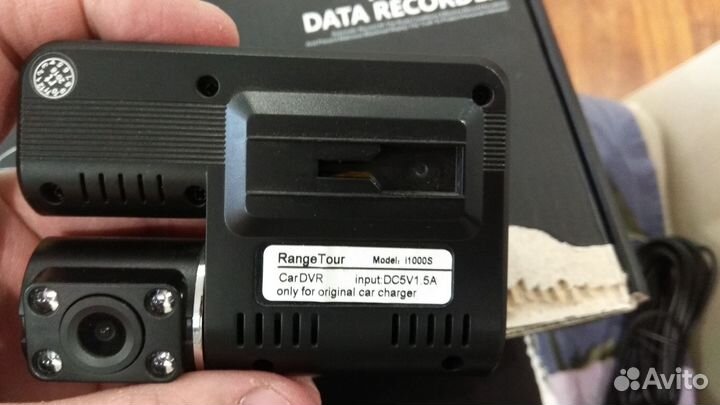 DATA RECORDE
RangeTour Model: I1000S
Car DVR input:DC5V1.5A
only for original car charger
Avito